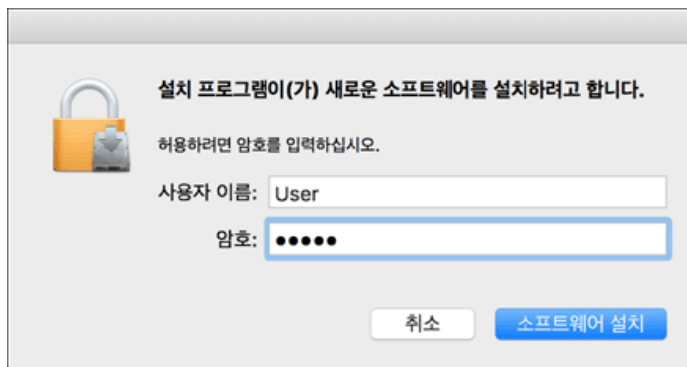 설치 프로그램이(가) 새로운 소프트웨어를 설치하려고 합니다.
허용하려면 암호를 입력하십시오.
사용자 이름: User
암호: •••••
취소 소프트웨어 설치